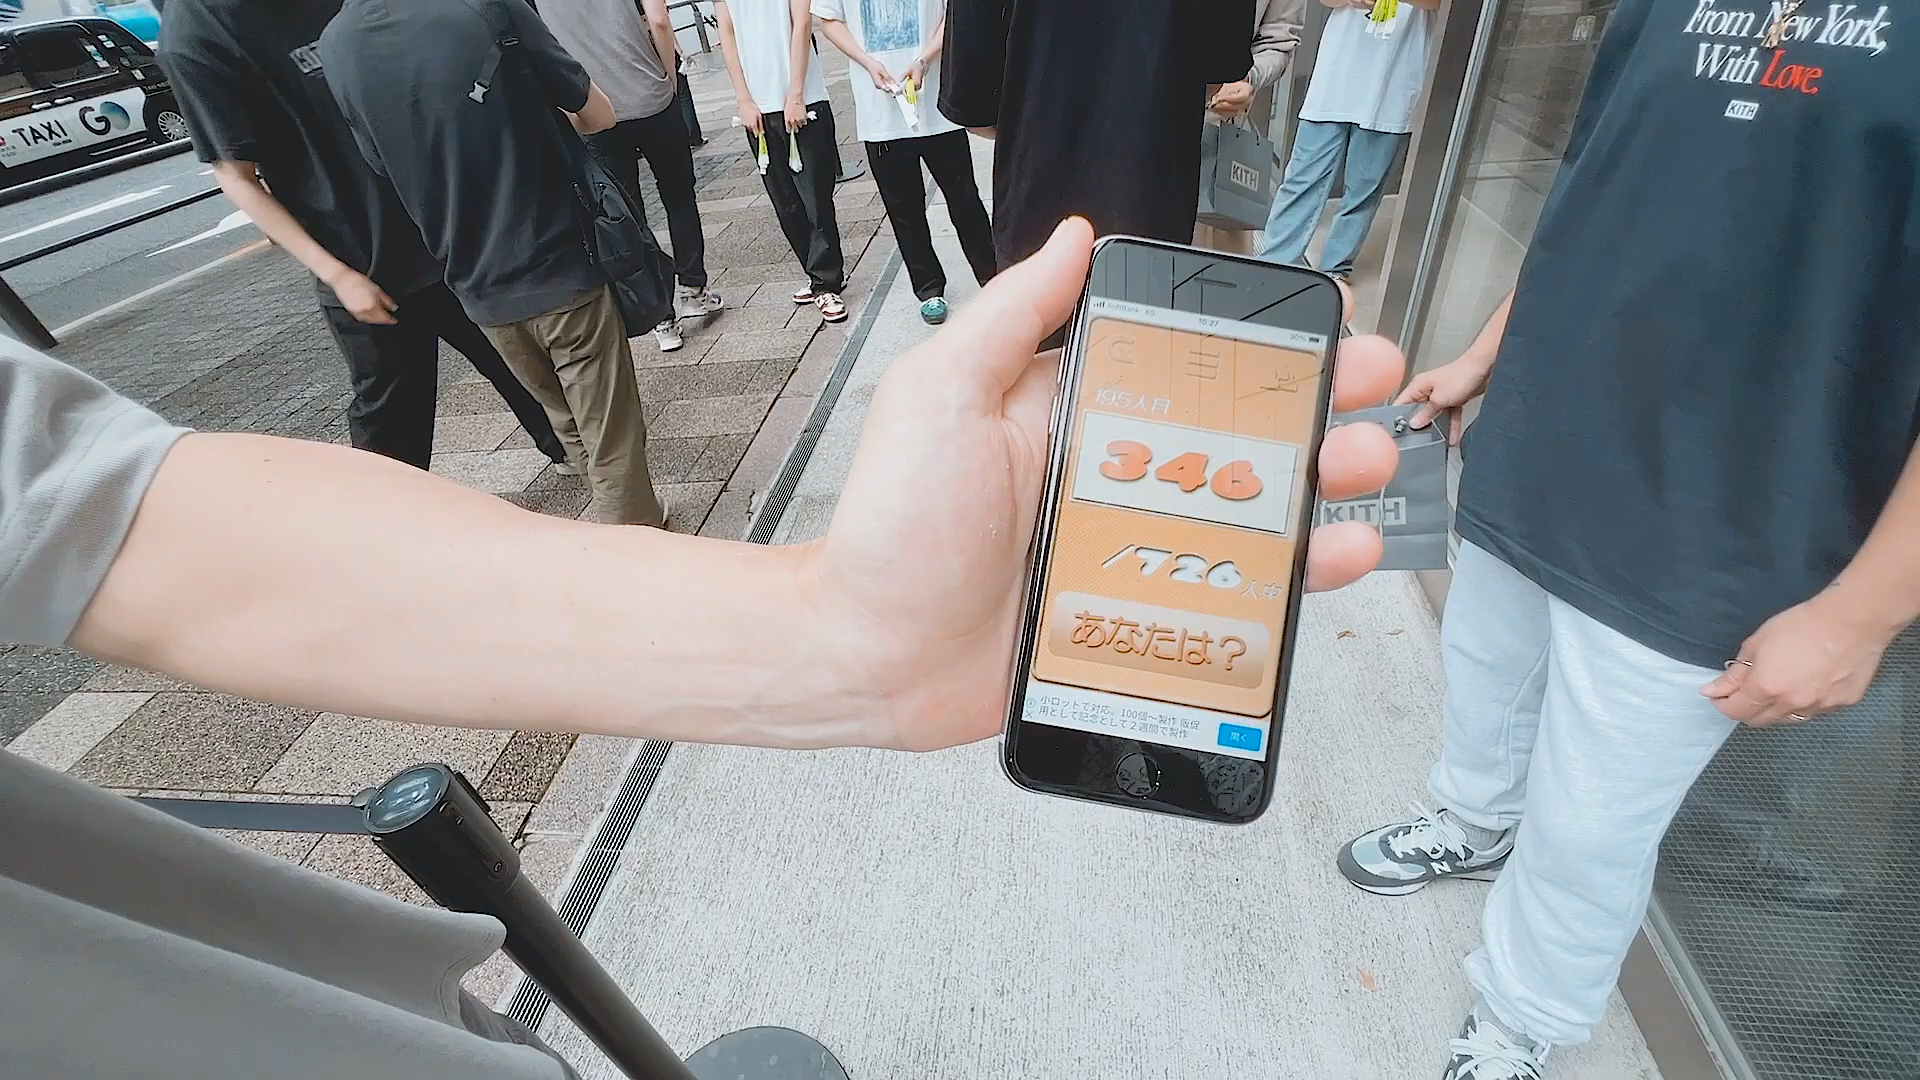 TAXI GO
From New York,
With Love.
KITH
KITH
KITH
SoftBank 4G 10:27 90%
195人目
346
/726人中
あなたは？
小ロットで対応。100個〜製作 販促
用として記念として2週間で製作
開く
N